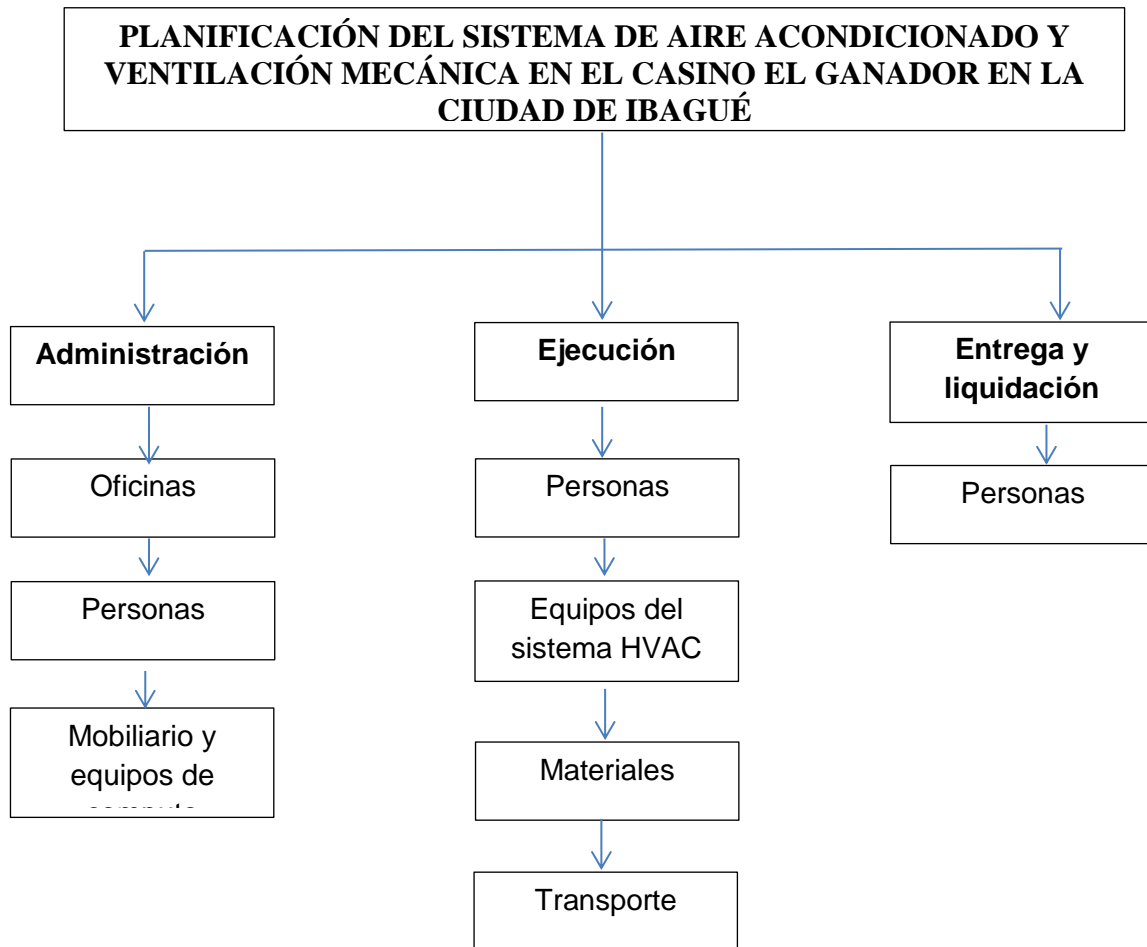 PLANIFICACIÓN DEL SISTEMA DE AIRE ACONDICIONADO Y
VENTILACIÓN MECÁNICA EN EL CASINO EL GANADOR EN LA
CIUDAD DE IBAGUÉ
Administración
Oficinas
Personas
Mobiliario y
equipos de
Ejecución
Personas
Equipos del
sistema HVAC
Materiales
Transporte
Entrega y
liquidación
Personas